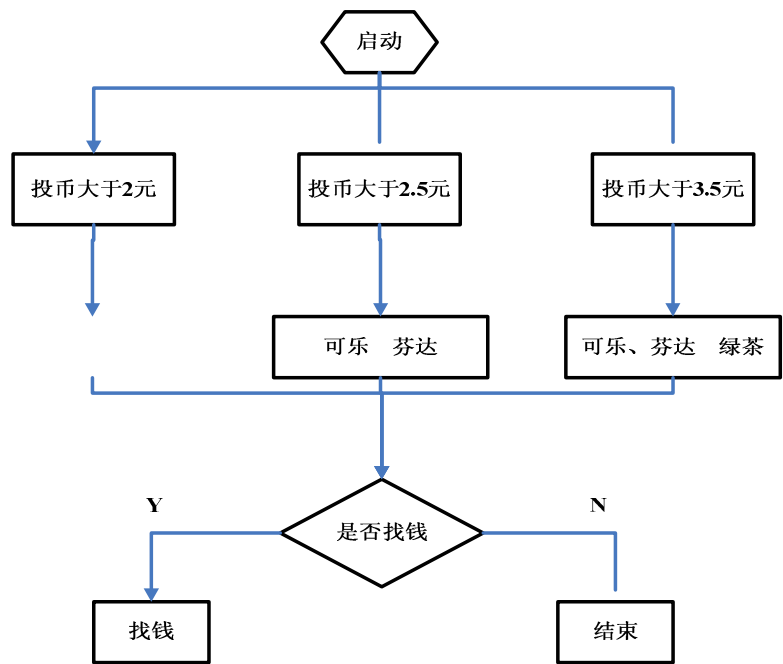 启动
投币大于2元
投币大于2.5元
投币大于3.5元
可乐 芬达
可乐、芬达 绿茶
Y
N
是否找钱
找钱
结束